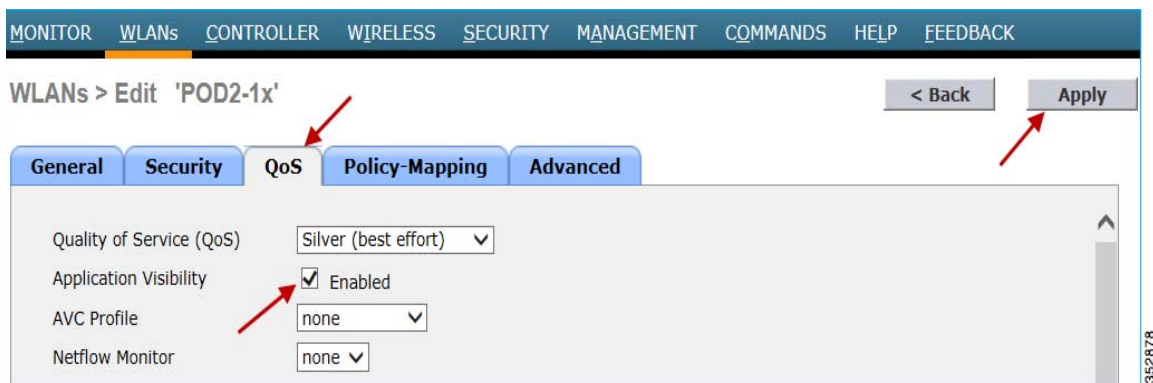 MONITOR WLANs CONTROLLER WIRELESS SECURITY MANAGEMENT COMMANDS HELP FEEDBACK
WLANs > Edit 'POD2-1x' < Back Apply
General Security QoS Policy-Mapping Advanced
Quality of Service (QoS) Silver (best effort)
Application Visibility Enabled
AVC Profile none
Netflow Monitor none
352878